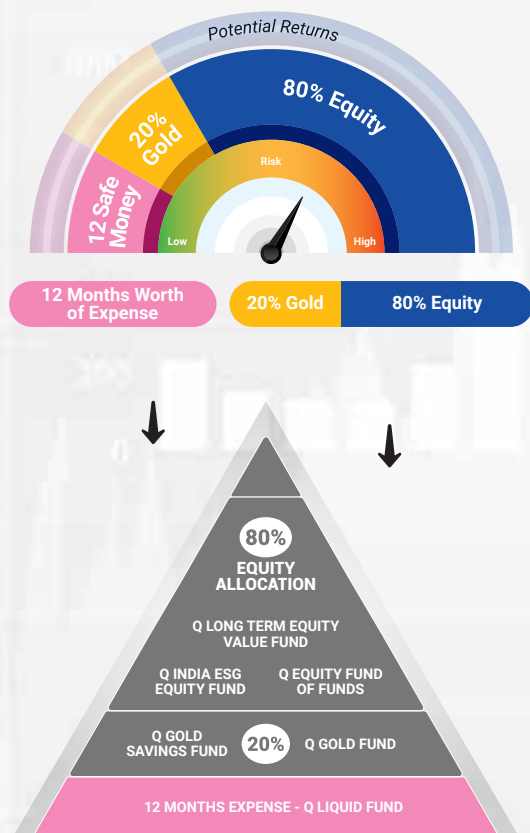 Potential Returns
80% Equity
20%
Gold
12 Safe
Money
Risk
Low
High
12 Months Worth
of Expense
20% Gold
80% Equity
80%
EQUITY
ALLOCATION
Q LONG TERM EQUITY
VALUE FUND
Q INDIA ESG
EQUITY FUND
Q EQUITY FUND
OF FUNDS
Q GOLD
SAVINGS FUND
20%
Q GOLD FUND
12 MONTHS EXPENSE - Q LIQUID FUND